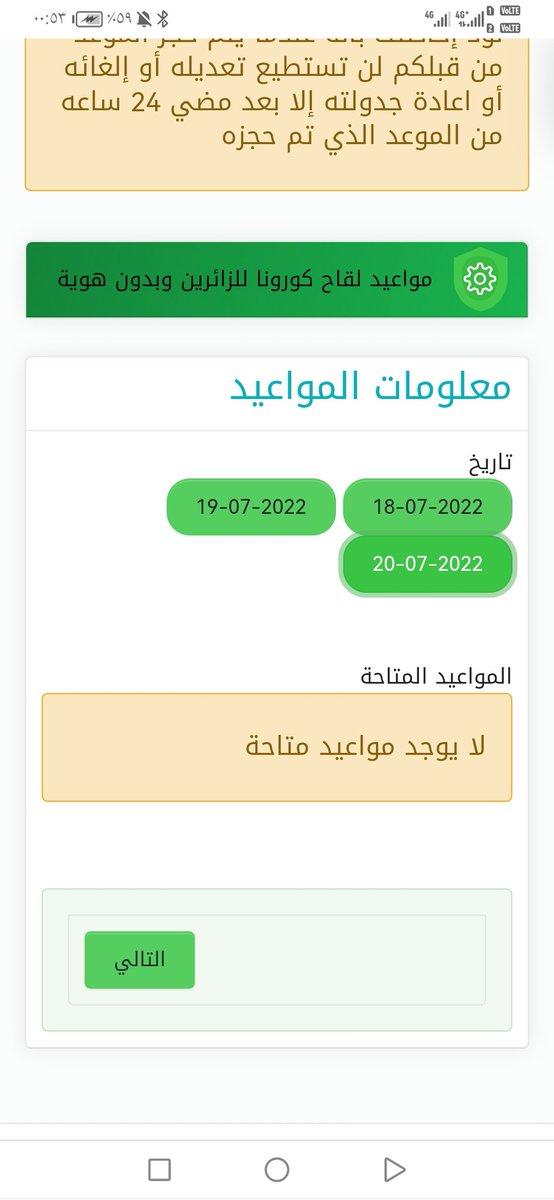 ٠٠:٥٣
٪٥٩
4G 4G+ 1 VoLTE
2 VoLTE
من قبلكم لن تستطيع تعديله أو إلغائه
أو اعادة جدولته إلا بعد مضي 24 ساعه
من الموعد الذي تم حجزه
مواعيد لقاح كورونا للزائرين وبدون هوية
معلومات المواعيد
تاريخ
18-07-2022
19-07-2022
20-07-2022
المواعيد المتاحة
لا يوجد مواعيد متاحة
التالي